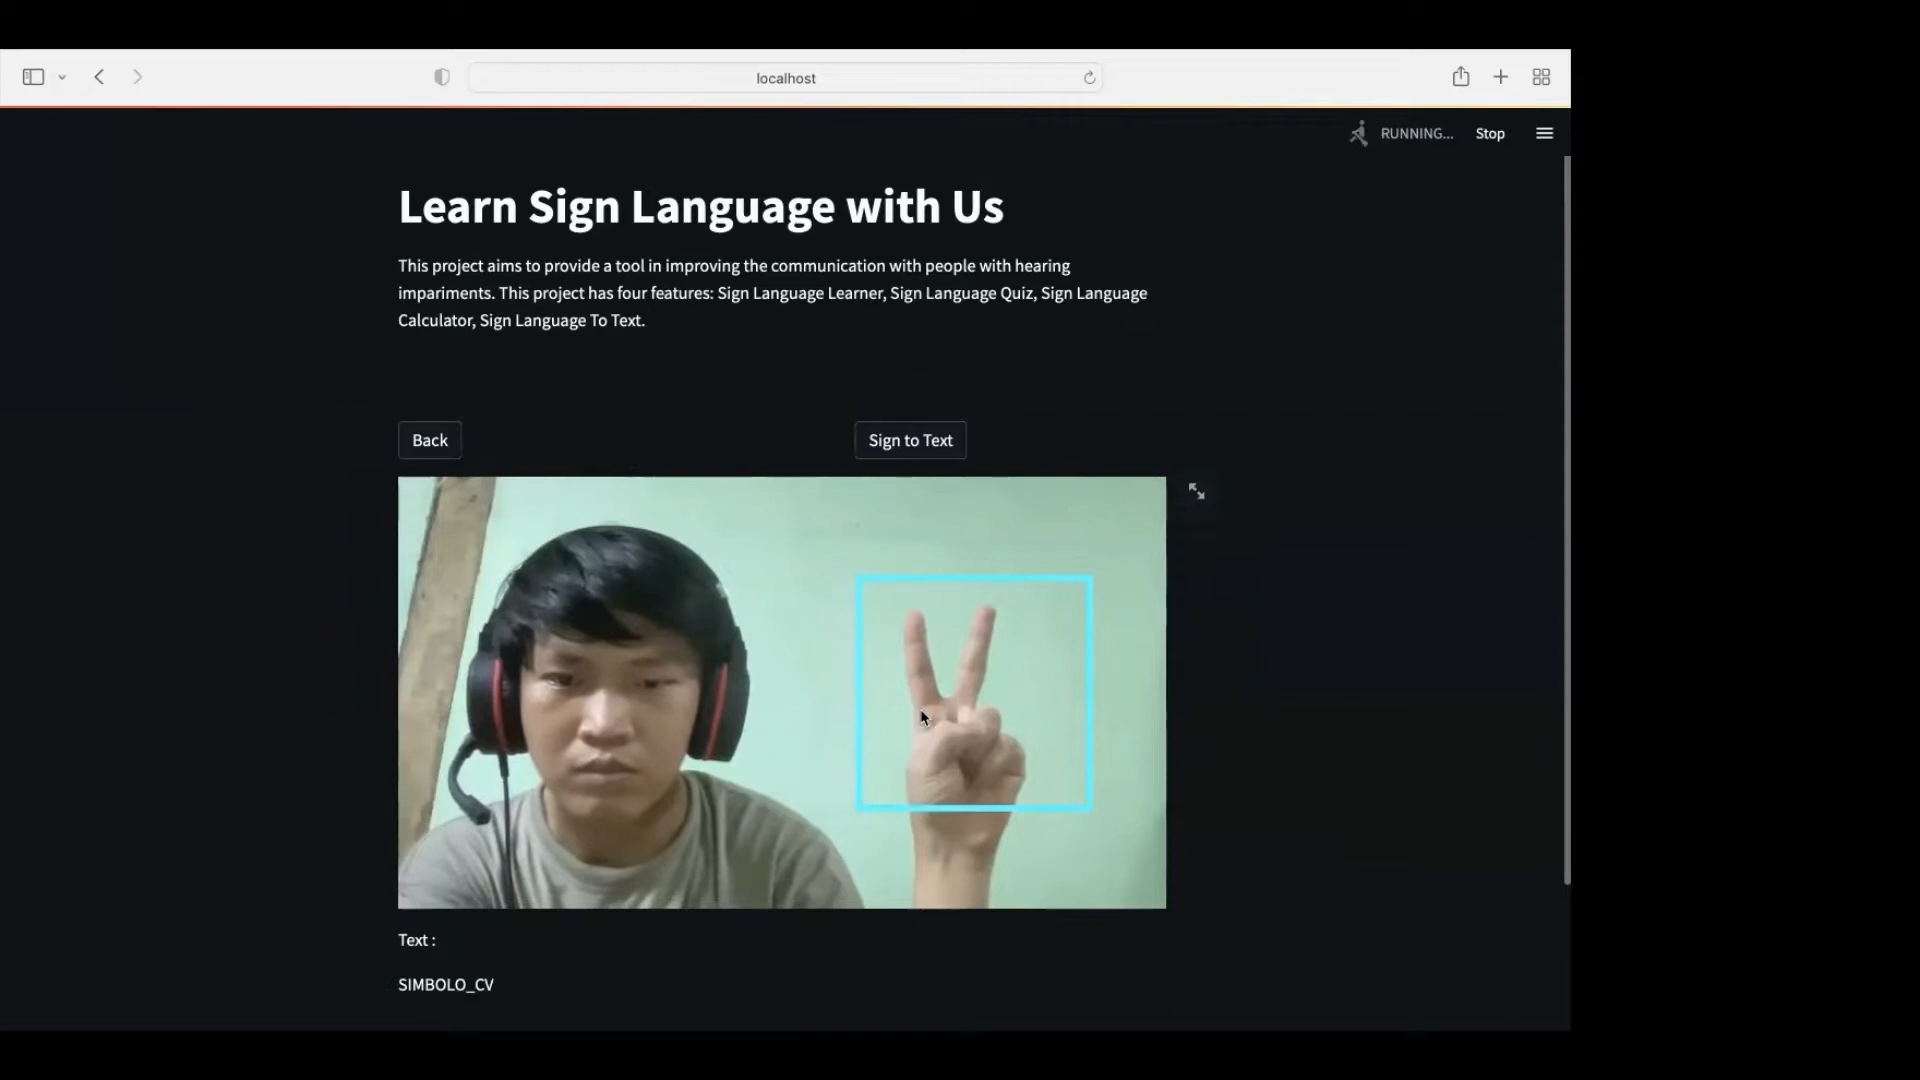 localhost
RUNNING... Stop
Learn Sign Language with Us
This project aims to provide a tool in improving the communication with people with hearing
impariments. This project has four features: Sign Language Learner, Sign Language Quiz, Sign Language
Calculator, Sign Language To Text.
Back
Sign to Text
Text :
SIMBOLO_CV